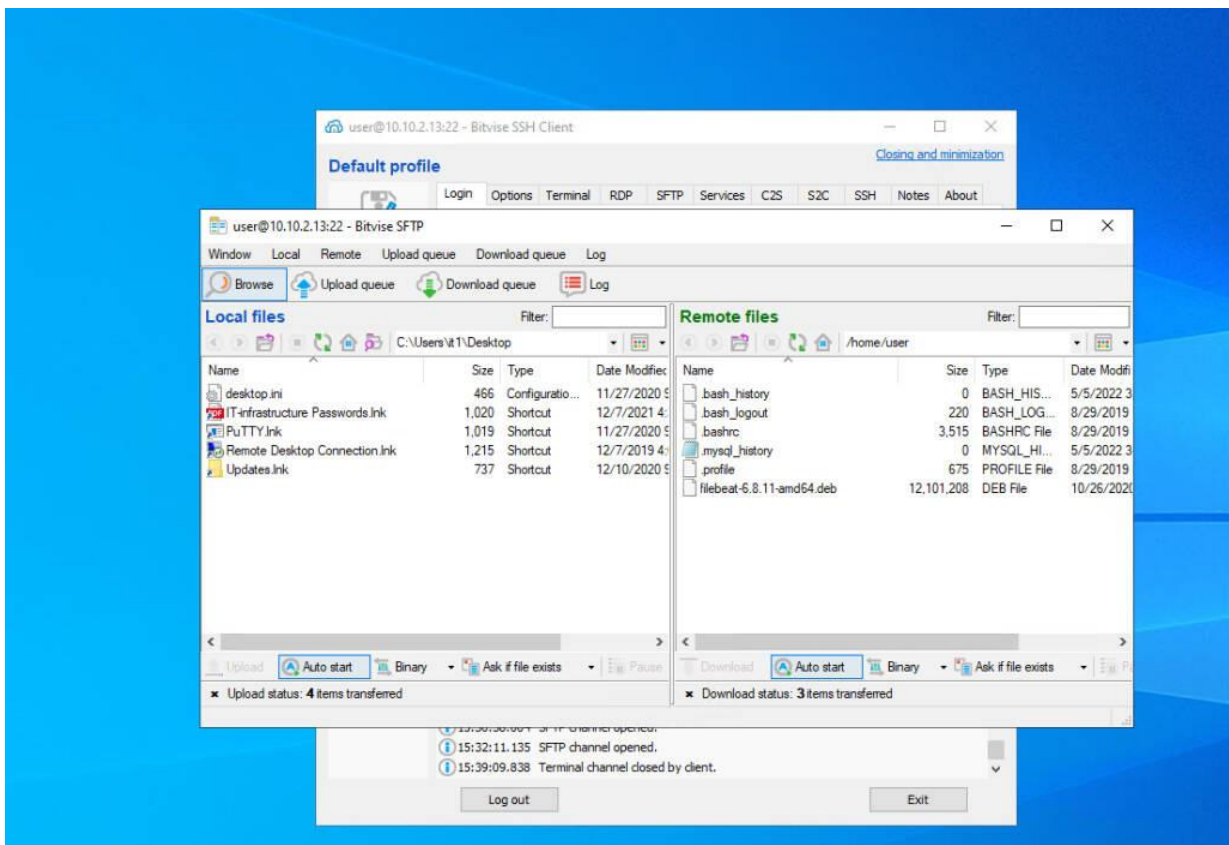 user@10.10.2.13:22 - Bitvise SSH Client
Closing and minimization
Default profile
Login Options Terminal RDP SFTP Services C2S S2C SSH Notes About
user@10.10.2.13:22 - Bitvise SFTP
Window Local Remote Upload queue Download queue Log
Browse Upload queue Download queue Log
Local files Filter: Remote files Filter:
C:\Users\it1\Desktop /home/user
Name Size Type Date Modified Name Size Type Date Modifi
desktop.ini 466 Configuratio... 11/27/2020 .bash_history 0 BASH_HIS... 5/5/2022 3
IT-infrastructure Passwords.lnk 1,020 Shortcut 12/7/2021 4: .bash_logout 220 BASH_LOG... 8/29/2019
PuTTY.lnk 1,019 Shortcut 11/27/2020 .bashrc 3,515 BASHRC File 8/29/2019
Remote Desktop Connection.lnk 1,215 Shortcut 12/7/2019 4: .mysql_history 0 MYSQL_HI... 5/5/2022 3
Updates.lnk 737 Shortcut 12/10/2020 .profile 675 PROFILE File 8/29/2019
filebeat-6.8.11-amd64.deb 12,101,208 DEB File 10/26/2020
Upload Auto start Binary Ask if file exists Pause Download Auto start Binary Ask if file exists
Upload status: 4 items transferred Download status: 3 items transferred
15:32:11.135 SFTP channel opened.
15:39:09.838 Terminal channel closed by client.
Log out Exit